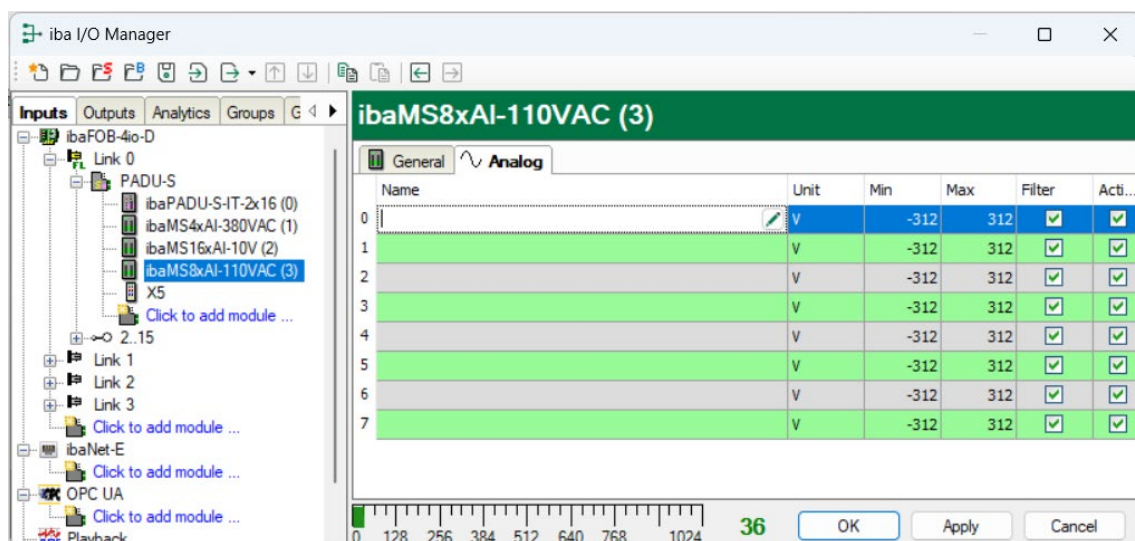 iba I/O Manager
Inputs Outputs Analytics Groups G
ibaFOB-4io-D
Link 0
PADU-S
ibaPADU-S-IT-2x16 (0)
ibaMS4xAI-380VAC (1)
ibaMS16xAI-10V (2)
ibaMS8xAI-110VAC (3)
X5
Click to add module ...
2..15
Link 1
Link 2
Link 3
Click to add module ...
ibaNet-E
Click to add module ...
OPC UA
Click to add module ...
Playback
ibaMS8xAI-110VAC (3)
General Analog
Name Unit Min Max Filter Acti...
0 V -312 312
1 V -312 312
2 V -312 312
3 V -312 312
4 V -312 312
5 V -312 312
6 V -312 312
7 V -312 312
0 128 256 384 512 640 768 1024
36 OK Apply Cancel